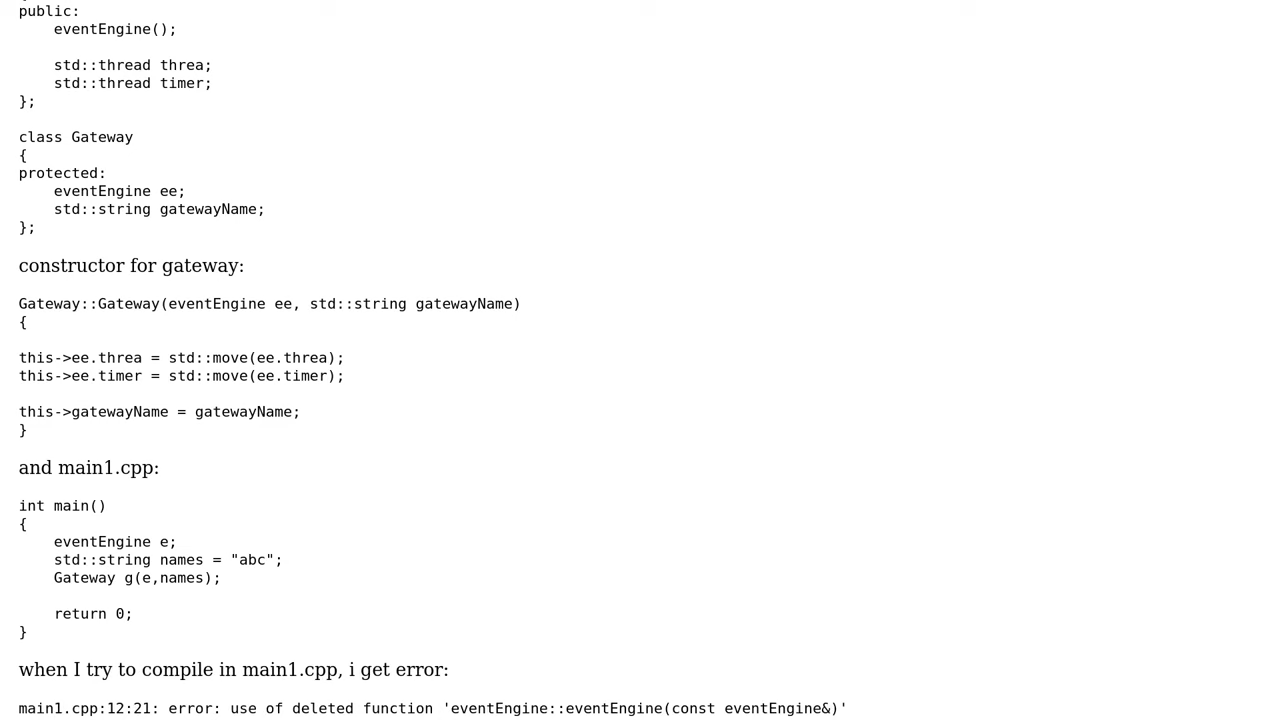 public:
    eventEngine();

    std::thread threa;
    std::thread timer;
};

class Gateway
{
protected:
    eventEngine ee;
    std::string gatewayName;
};

constructor for gateway:

Gateway::Gateway(eventEngine ee, std::string gatewayName)
{

this->ee.threa = std::move(ee.threa);
this->ee.timer = std::move(ee.timer);

this->gatewayName = gatewayName;
}

and main1.cpp:

int main()
{
    eventEngine e;
    std::string names = "abc";
    Gateway g(e,names);

    return 0;
}

when I try to compile in main1.cpp, i get error:

main1.cpp:12:21: error: use of deleted function 'eventEngine::eventEngine(const eventEngine&)'